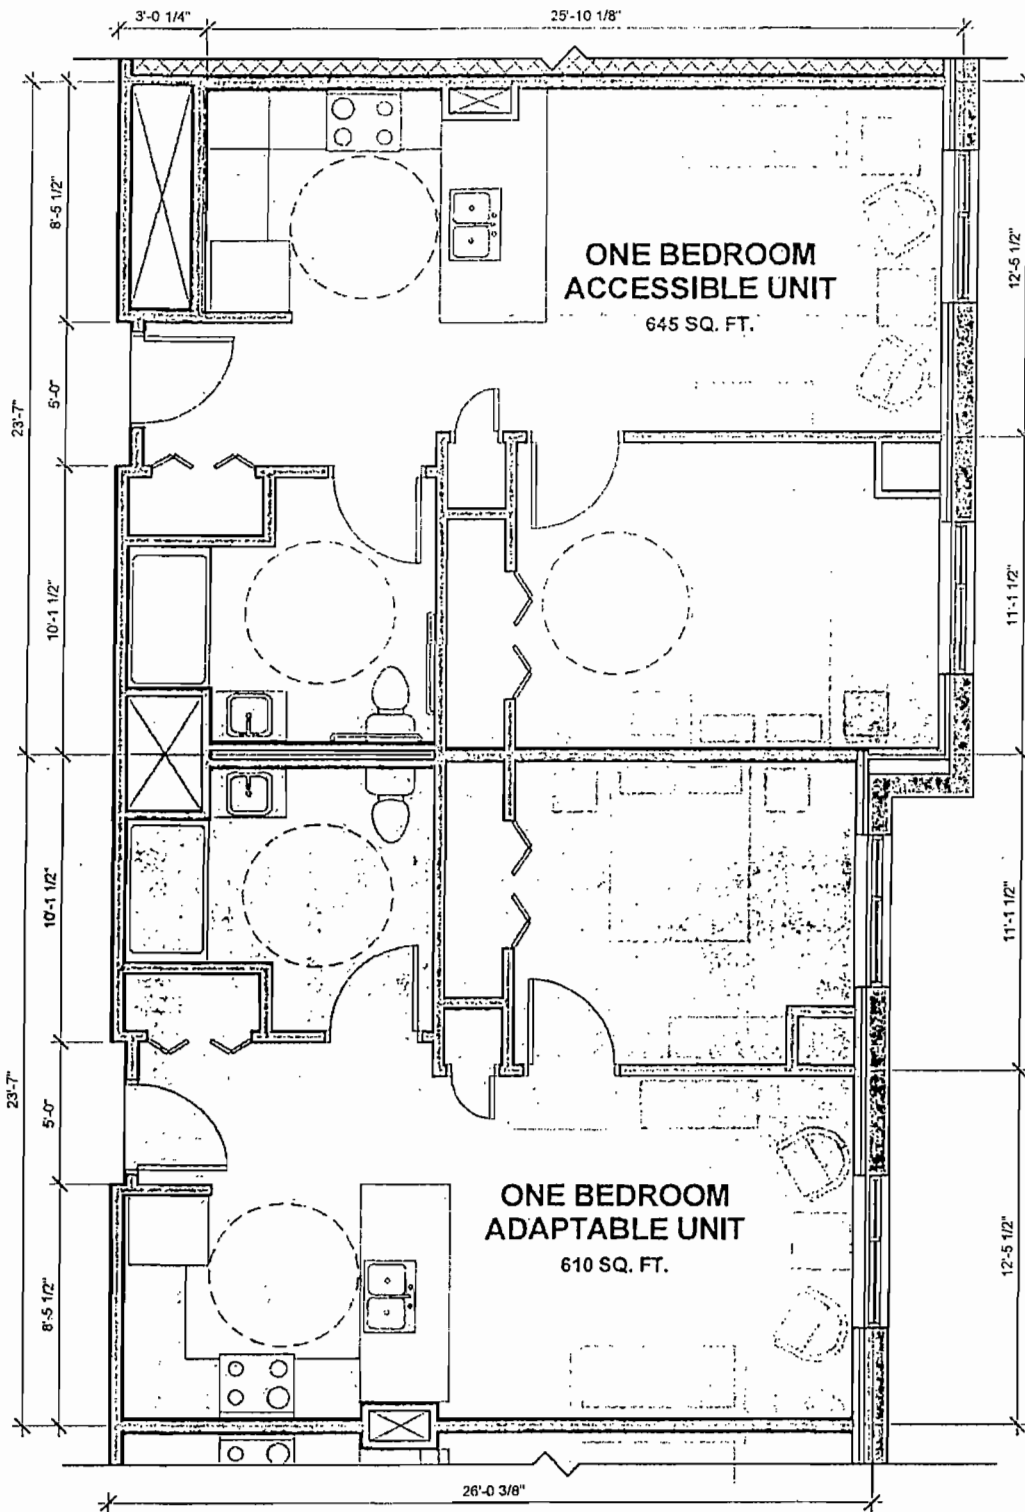 3'-0 1/4"
25'-10 1/8"
8'-5 1/2"
12'-5 1/2"
ONE BEDROOM
ACCESSIBLE UNIT
645 SQ. FT.
23'-7"
5'-0"
10'-1 1/2"
11'-1 1/2"
10'-1 1/2"
11'-1 1/2"
23'-7"
5'-0"
ONE BEDROOM
ADAPTABLE UNIT
610 SQ. FT.
8'-5 1/2"
12'-5 1/2"
26'-0 3/8"